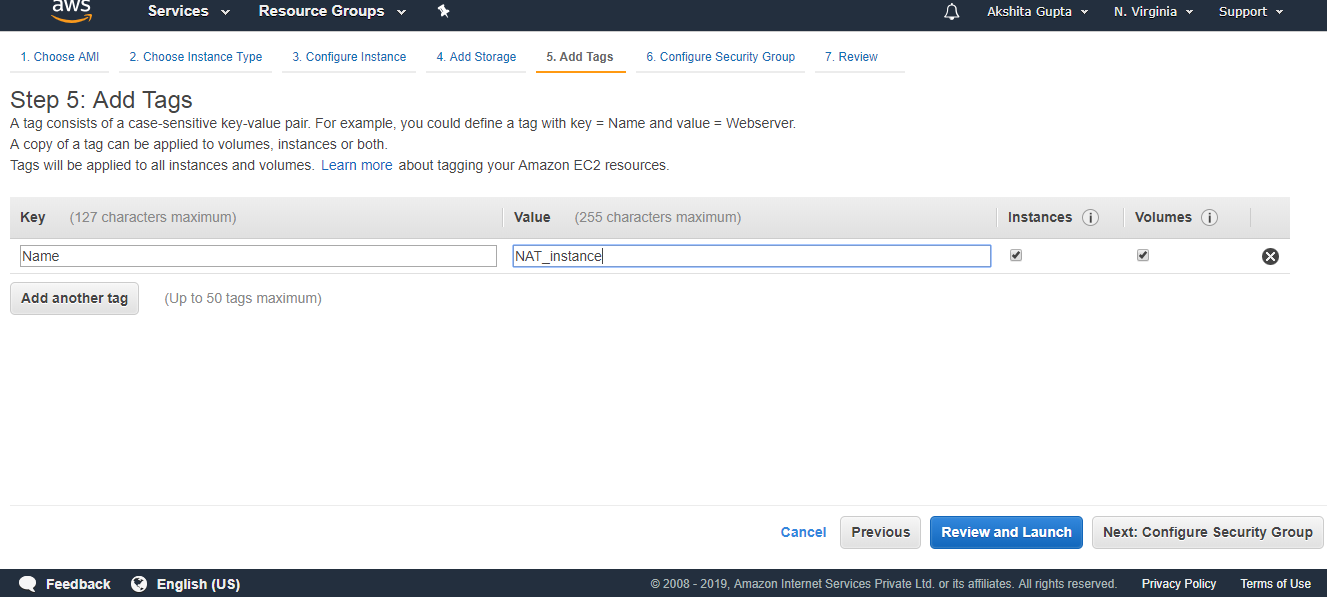 aws Services Resource Groups Akshita Gupta N. Virginia Support
1. Choose AMI 2. Choose Instance Type 3. Configure Instance 4. Add Storage 5. Add Tags 6. Configure Security Group 7. Review
Step 5: Add Tags
A tag consists of a case-sensitive key-value pair. For example, you could define a tag with key = Name and value = Webserver.
A copy of a tag can be applied to volumes, instances or both.
Tags will be applied to all instances and volumes. Learn more about tagging your Amazon EC2 resources.
Key (127 characters maximum) Value (255 characters maximum) Instances i Volumes i
Name NAT_instance
Add another tag (Up to 50 tags maximum)
Cancel Previous Review and Launch Next: Configure Security Group
Feedback English (US) © 2008 - 2019, Amazon Internet Services Private Ltd. or its affiliates. All rights reserved. Privacy Policy Terms of Use